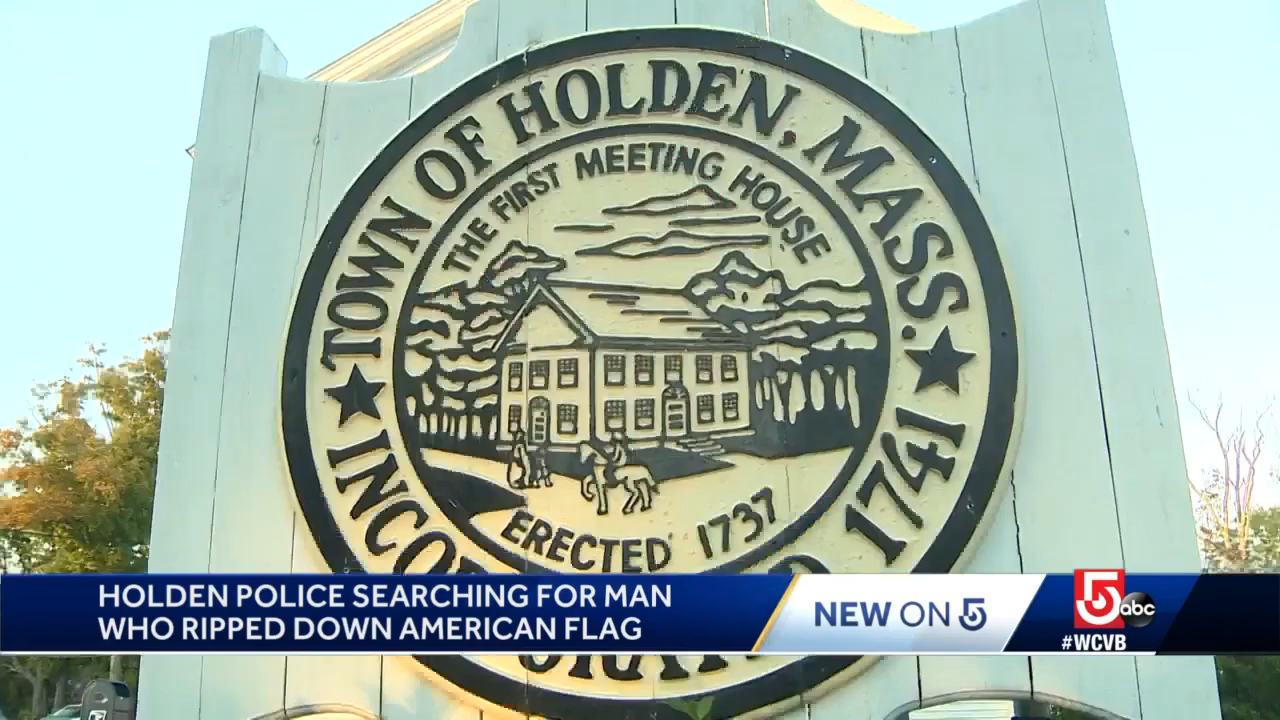 TOWN OF HOLDEN, MASS.
THE FIRST MEETING HOUSE
ERECTED 1737
1741
HOLDEN POLICE SEARCHING FOR MAN
WHO RIPPED DOWN AMERICAN FLAG
NEW ON 5
5 abc
#WCVB